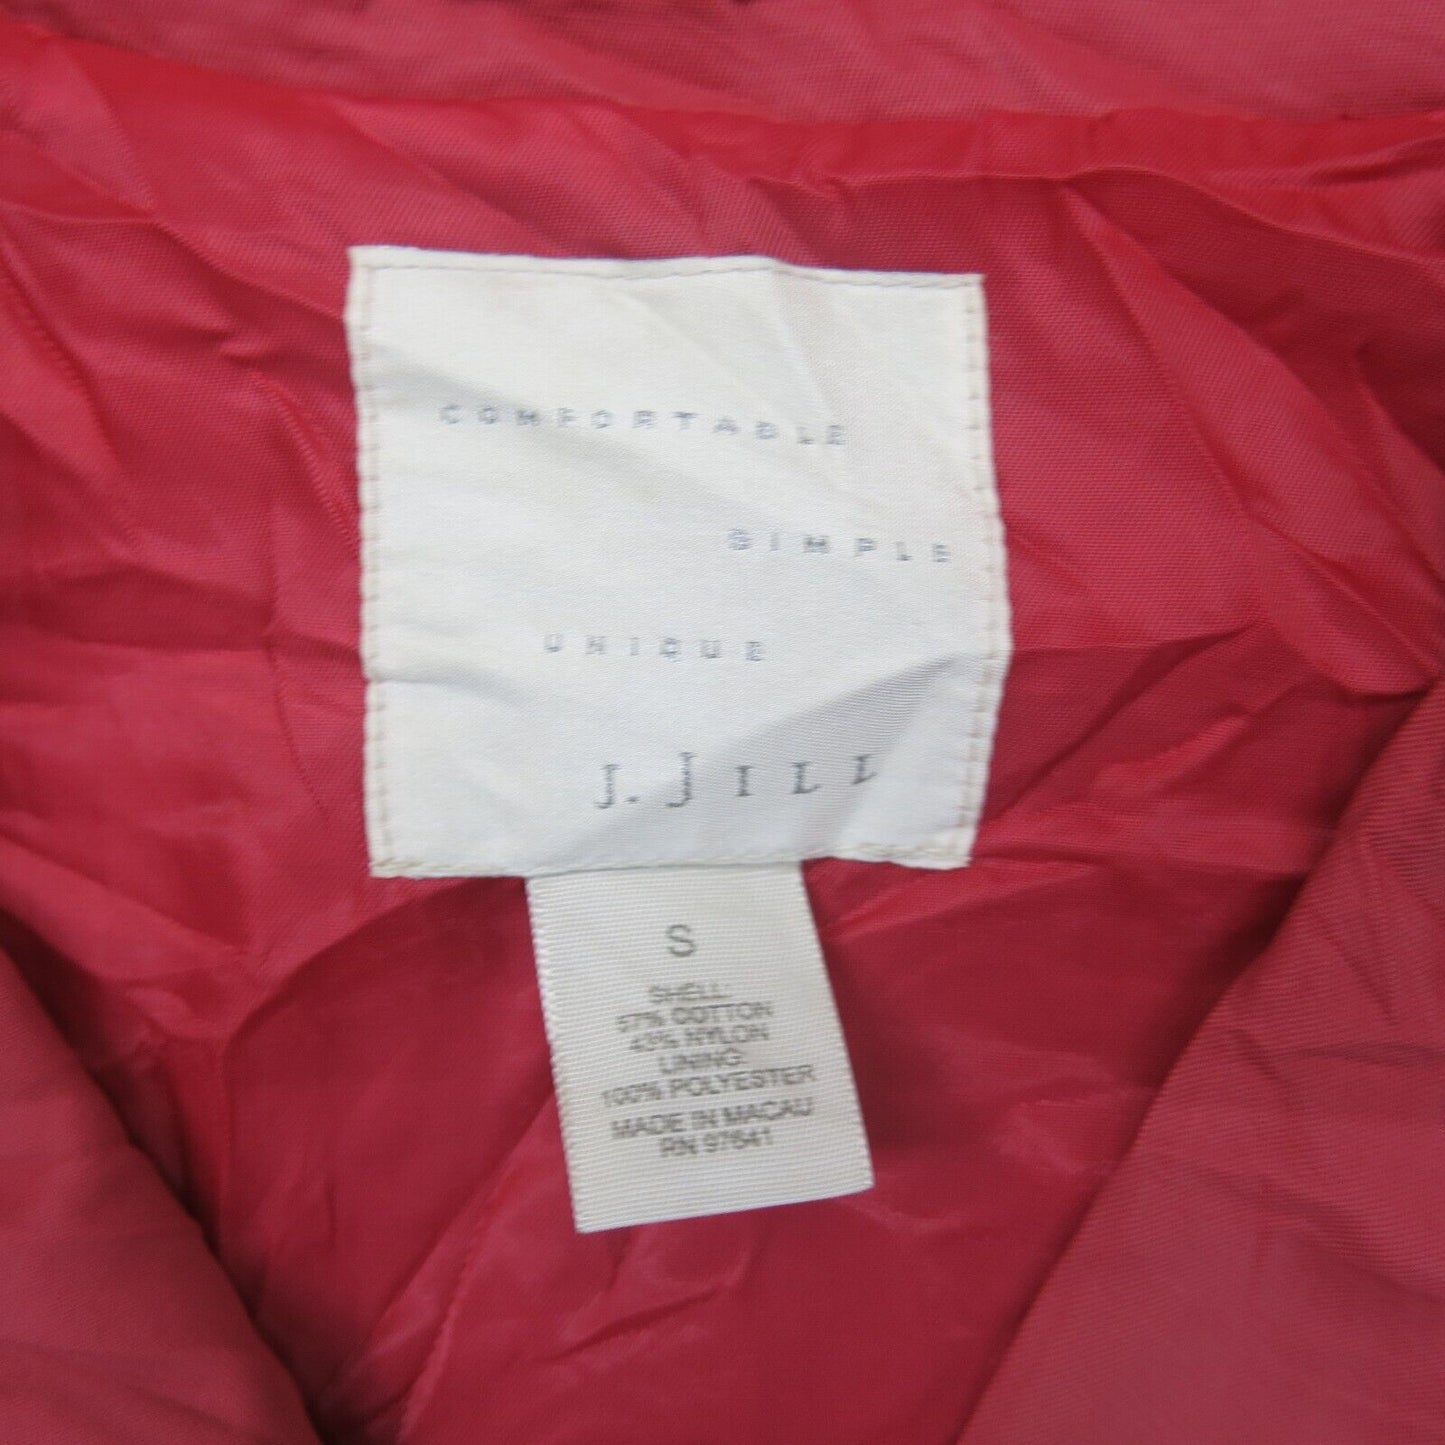 COMFORTABLE
SIMPLE
UNIQUE
J. JILL
S
SHELL:
57% COTTON
43% NYLON
LINING:
100% POLYESTER
MADE IN MACAU
RN 97641